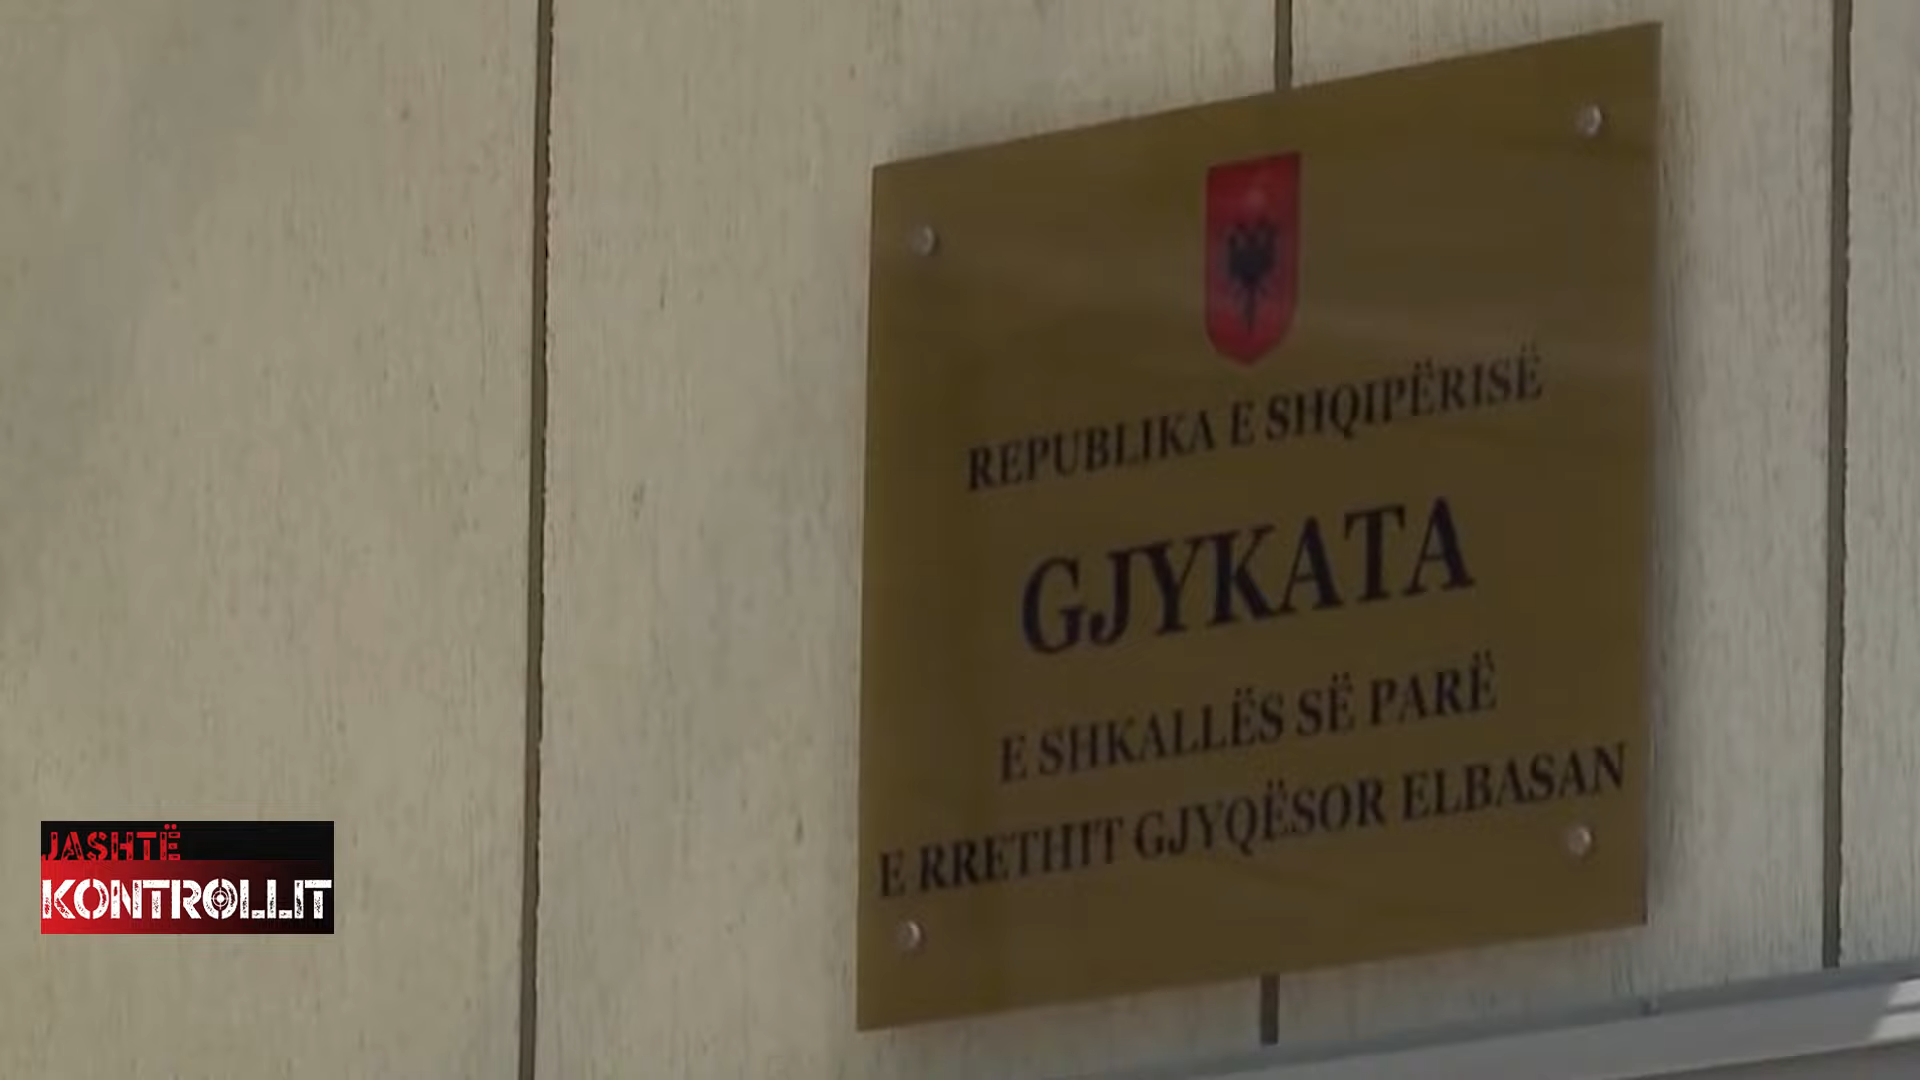 REPUBLIKA E SHQIPËRISË
GJYKATA
E SHKALLËS SË PARË
E RRETHIT GJYQËSOR ELBASAN
JASHTË
KONTROLLIT